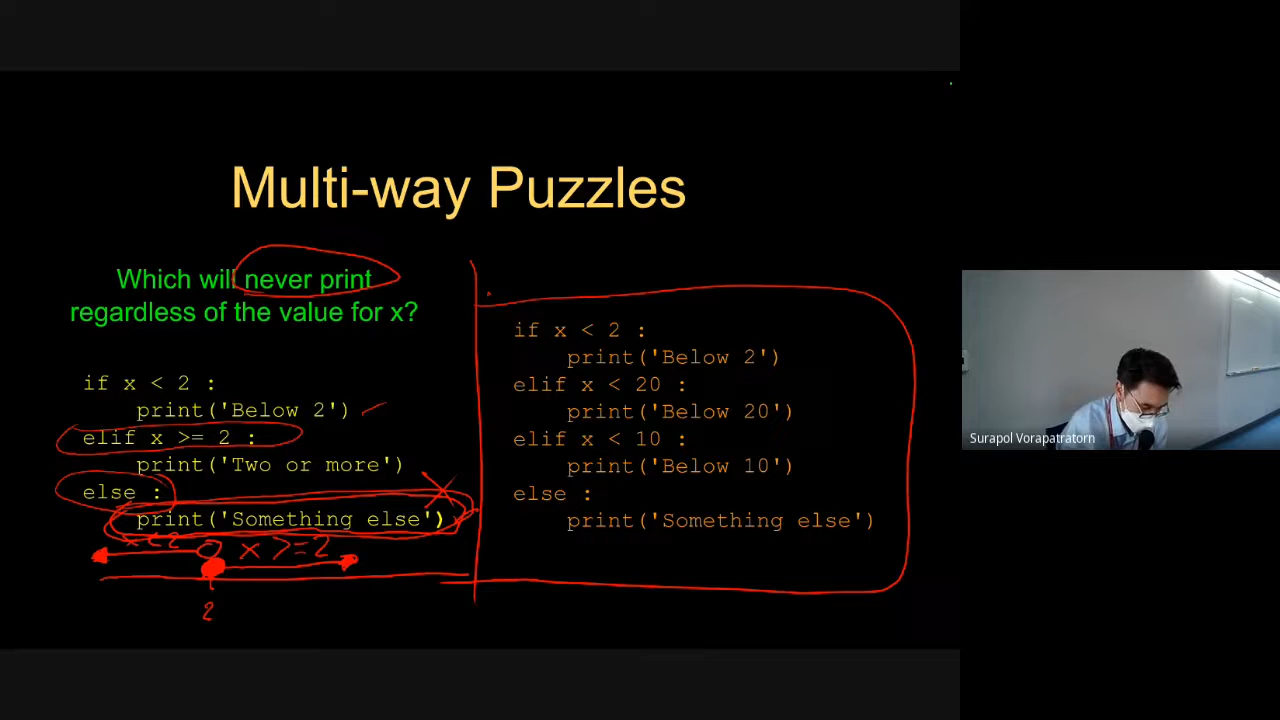 Multi-way Puzzles
Which will never print
regardless of the value for x?
if x < 2 :
    print('Below 2')
elif x >= 2 :
    print('Two or more')
else :
    print('Something else')
x < 2
x >= 2
2
if x < 2 :
    print('Below 2')
elif x < 20 :
    print('Below 20')
elif x < 10 :
    print('Below 10')
else :
    print('Something else')
Surapol Vorapatratorn